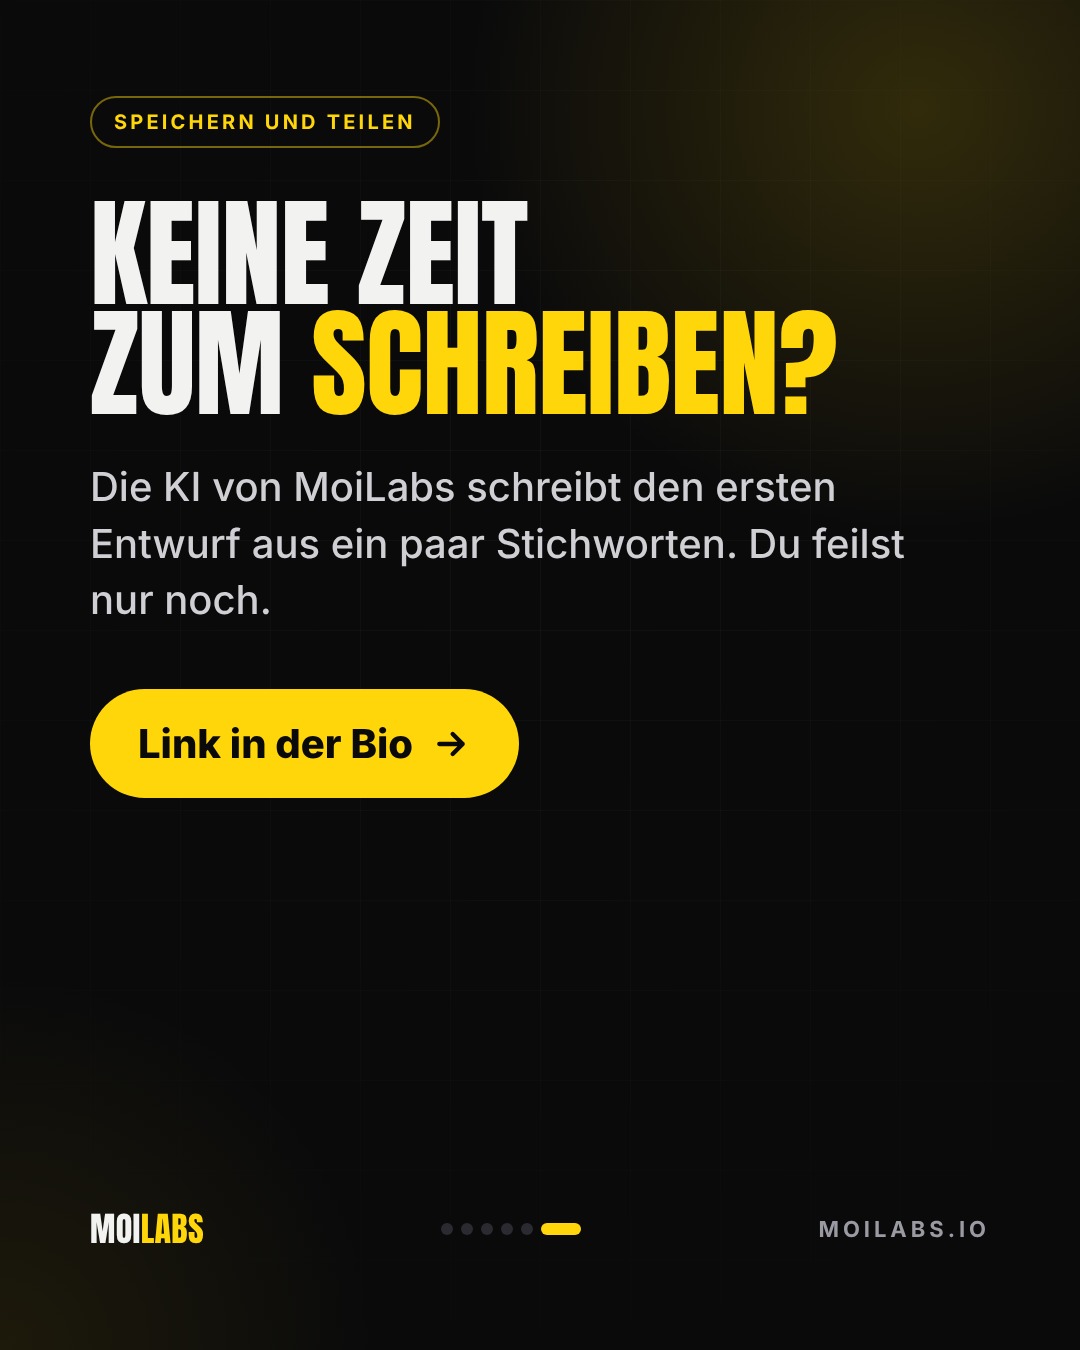 SPEICHERN UND TEILEN
KEINE ZEIT
ZUM SCHREIBEN?
Die KI von MoiLabs schreibt den ersten
Entwurf aus ein paar Stichworten. Du feilst
nur noch.
Link in der Bio →
MOILABS
MOILABS.IO